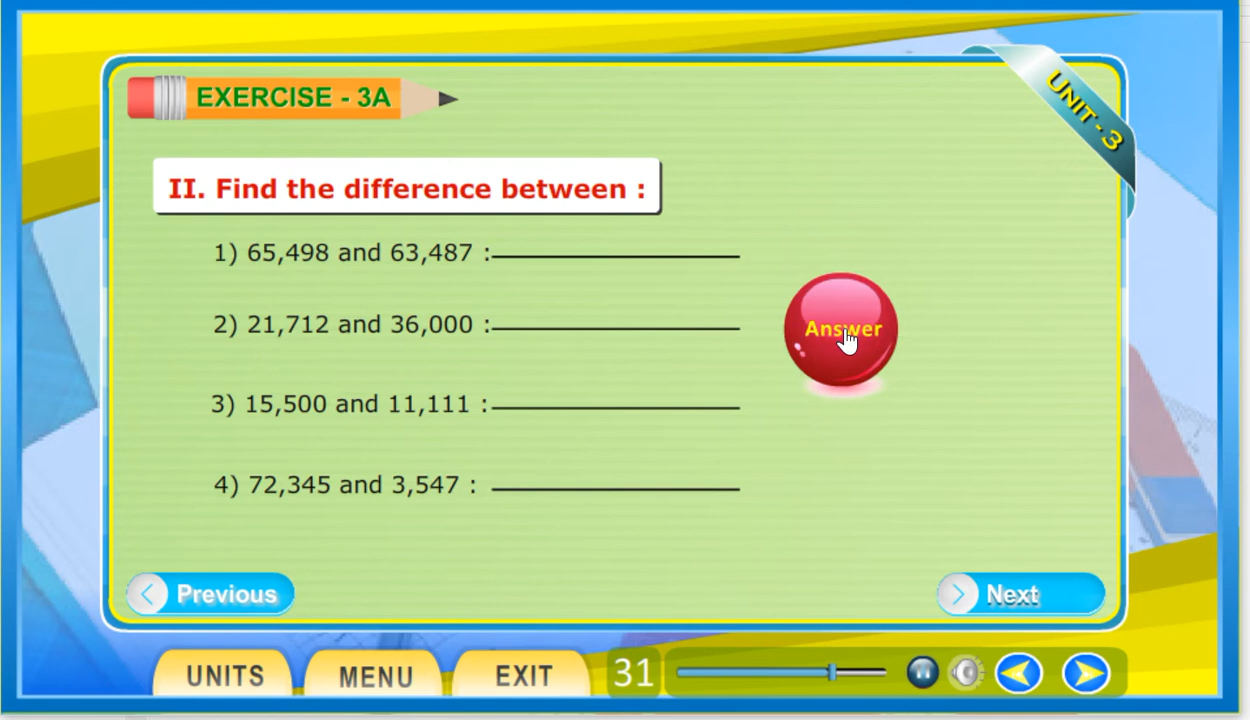 EXERCISE - 3A
UNIT - 3
II. Find the difference between :
1) 65,498 and 63,487 :
2) 21,712 and 36,000 :
Answer
3) 15,500 and 11,111 :
4) 72,345 and 3,547 :
Previous
Next
UNITS
MENU
EXIT
31